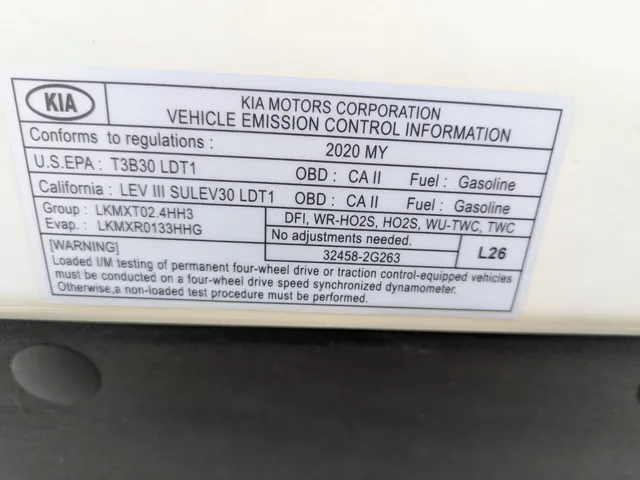 KIA
KIA MOTORS CORPORATION
VEHICLE EMISSION CONTROL INFORMATION
Conforms to regulations : 2020 MY
U.S.EPA : T3B30 LDT1 OBD : CA II Fuel : Gasoline
California : LEV III SULEV30 LDT1 OBD : CA II Fuel : Gasoline
Group : LKMXT02.4HH3
Evap. : LKMXR0133HHG
DFI, WR-HO2S, HO2S, WU-TWC, TWC
No adjustments needed.
32458-2G263
L26
[WARNING]
Loaded I/M testing of permanent four-wheel drive or traction control-equipped vehicles
must be conducted on a four-wheel drive speed synchronized dynamometer.
Otherwise,a non-loaded test procedure must be performed.